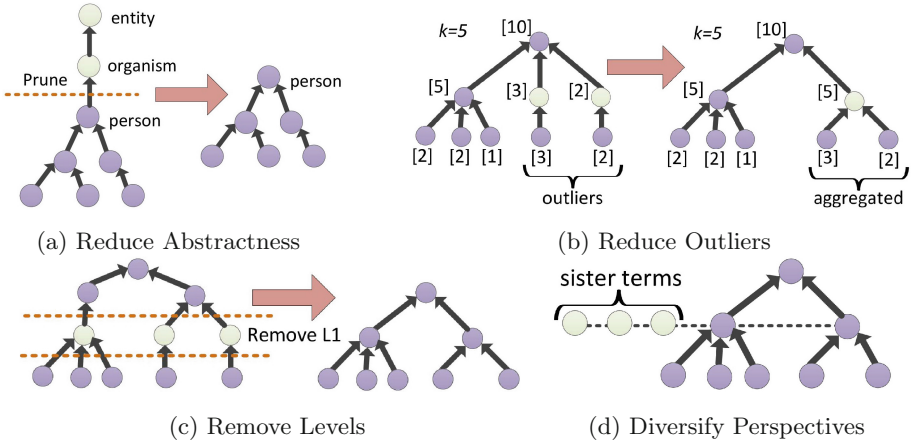 entity
organism
Prune
person
person
(a) Reduce Abstractness
k=5
[10]
[5]
[3]
[2]
[2]
[2]
[1]
[3]
[2]
outliers
k=5
[10]
[5]
[5]
[2]
[2]
[1]
[3]
[2]
aggregated
(b) Reduce Outliers
Remove L1
(c) Remove Levels
sister terms
(d) Diversify Perspectives